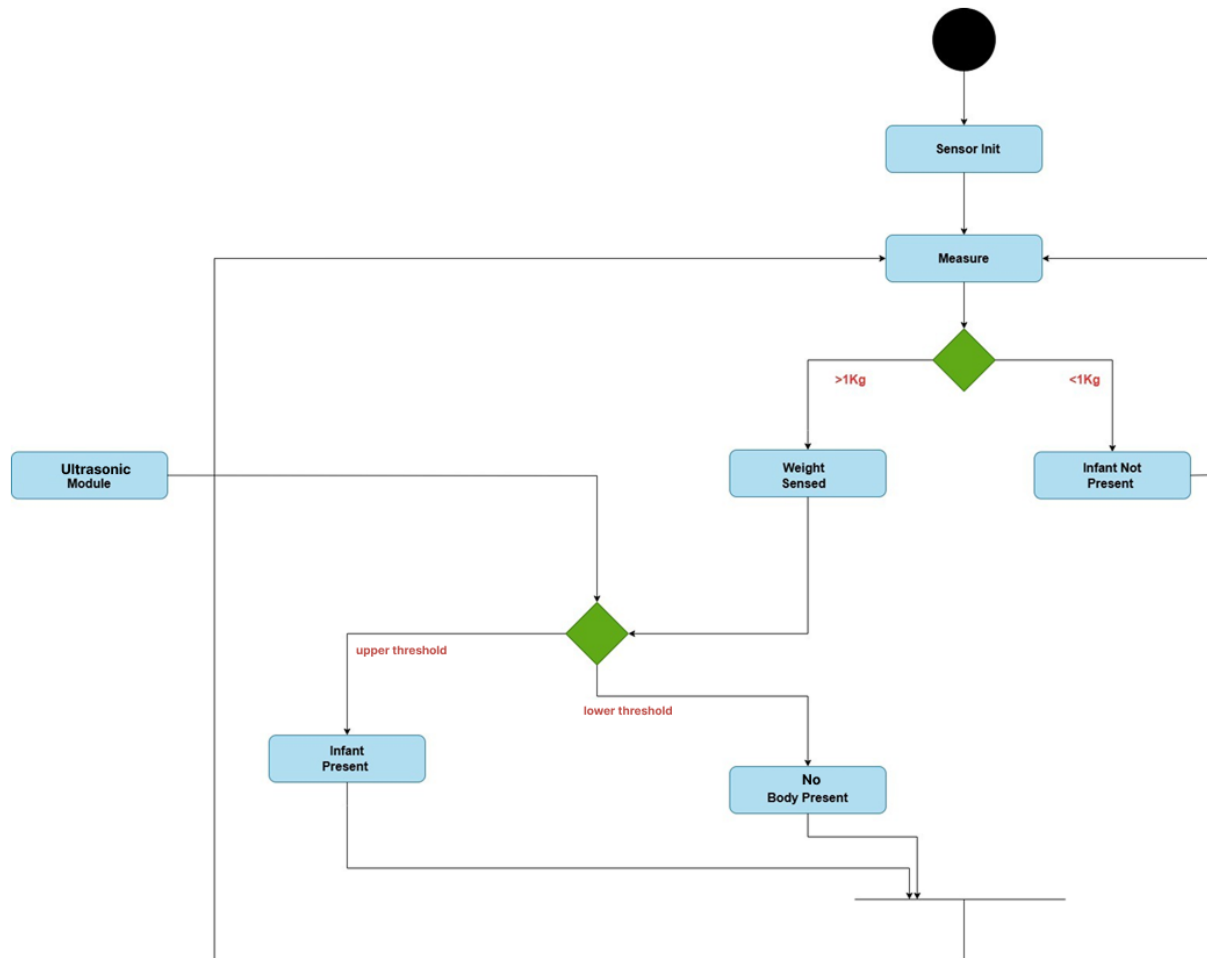 Sensor Init
Measure
>1Kg
<1Kg
Ultrasonic
Module
Weight
Sensed
Infant Not
Present
upper threshold
lower threshold
Infant
Present
No
Body Present